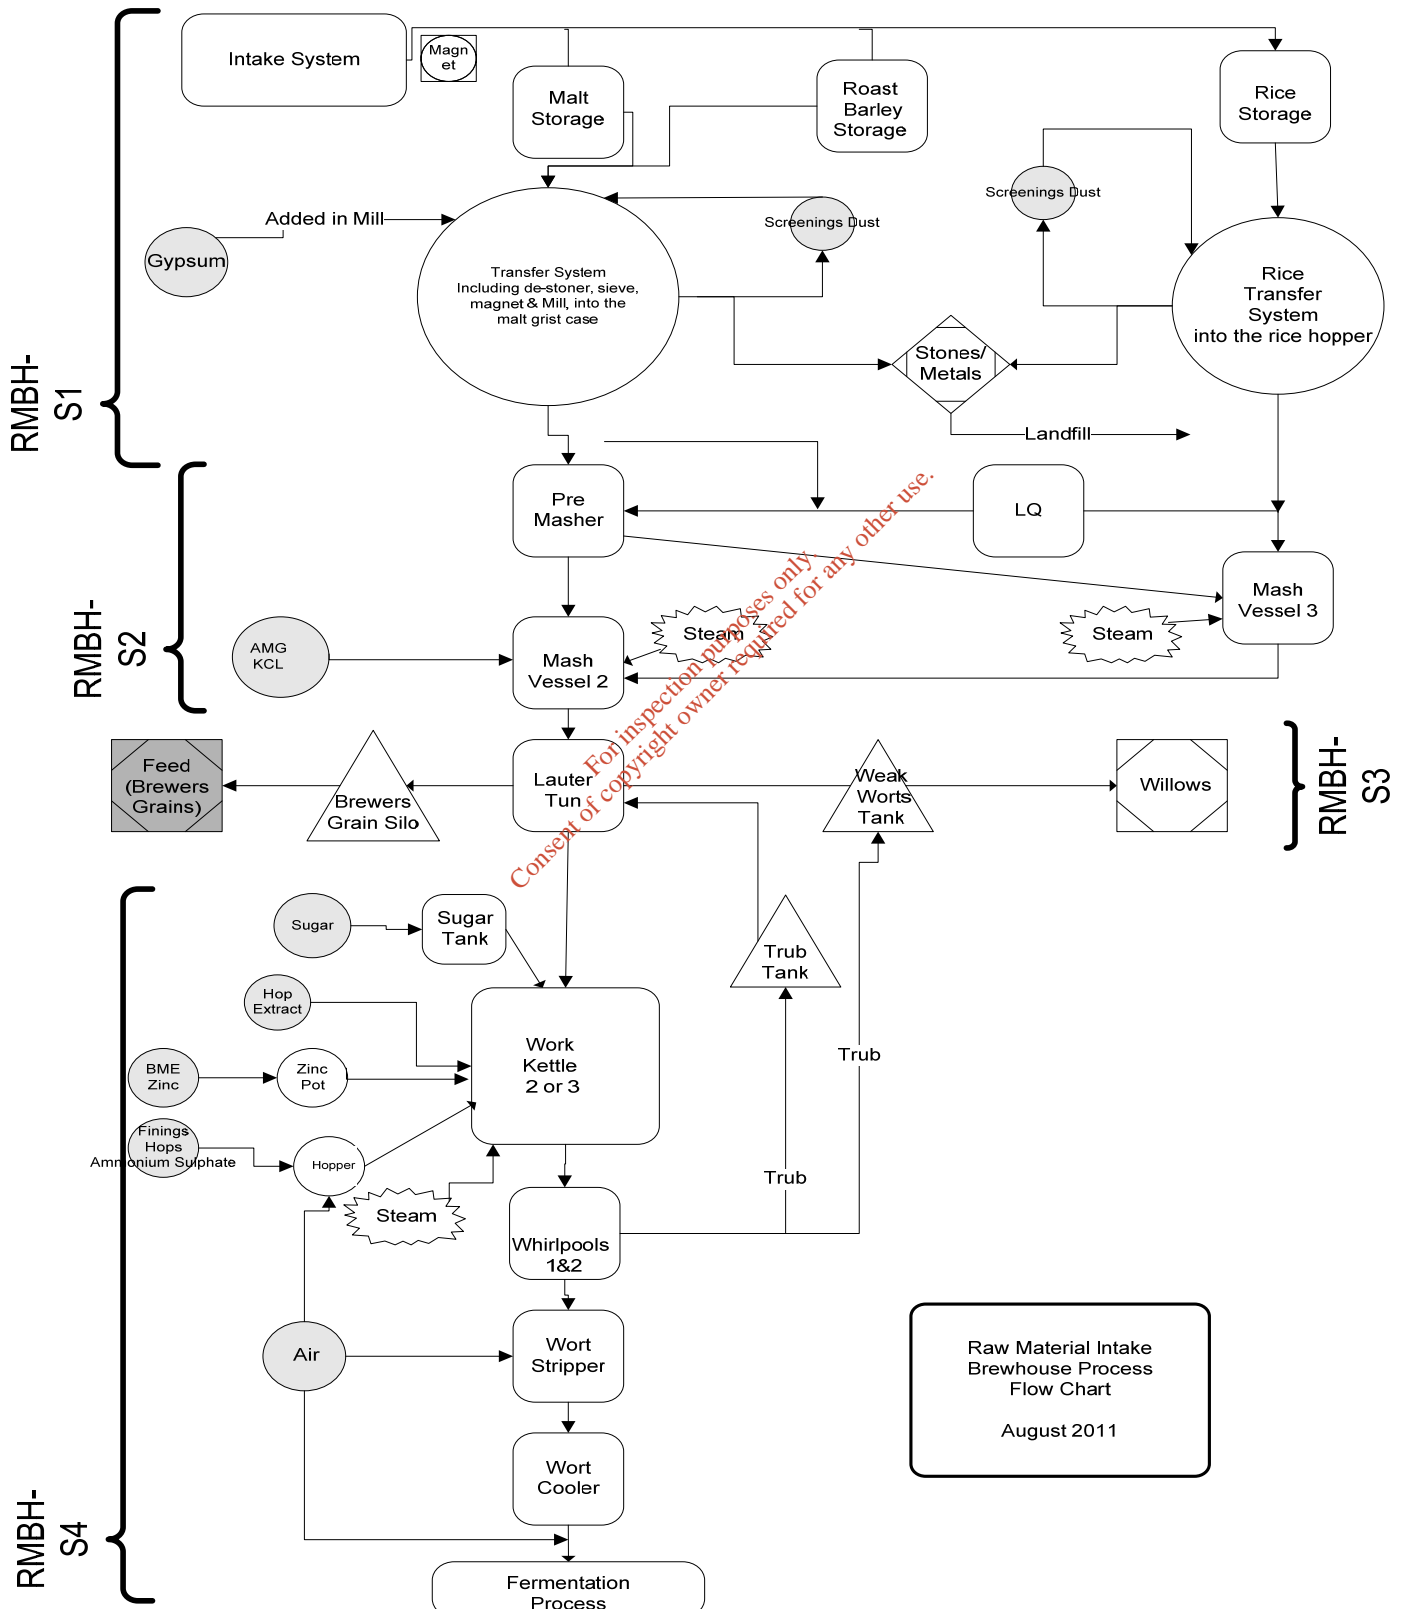 Intake System
Magn
et
Malt
Storage
Roast
Barley
Storage
Rice
Storage
Screenings Dust
Added in Mill
Screenings Dust
Gypsum
Transfer System
Including de-stoner, sieve,
magnet & Mill, into the
malt grist case
Rice
Transfer
System
into the rice hopper
Stones/
Metals
Landfill
RMBH-
S1
Pre
Masher
LQ
Mash
Vessel 3
Steam
Steam
AMG
KCL
Mash
Vessel 2
RMBH-
S2
For inspection purposes only.
Consent of copyright owner required for any other use.
Feed
(Brewers
Grains)
Brewers
Grain Silo
Lauter
Tun
Weak
Worts
Tank
Willows
RMBH-
S3
Sugar
Sugar
Tank
Trub
Tank
Hop
Extract
Work
Kettle
2 or 3
Trub
BME
Zinc
Zinc
Pot
Finings
Hops
Ammonium Sulphate
Hopper
Trub
Steam
Whirlpools
1&2
Air
Wort
Stripper
Raw Material Intake
Brewhouse Process
Flow Chart
August 2011
Wort
Cooler
RMBH-
S4
Fermentation
Process